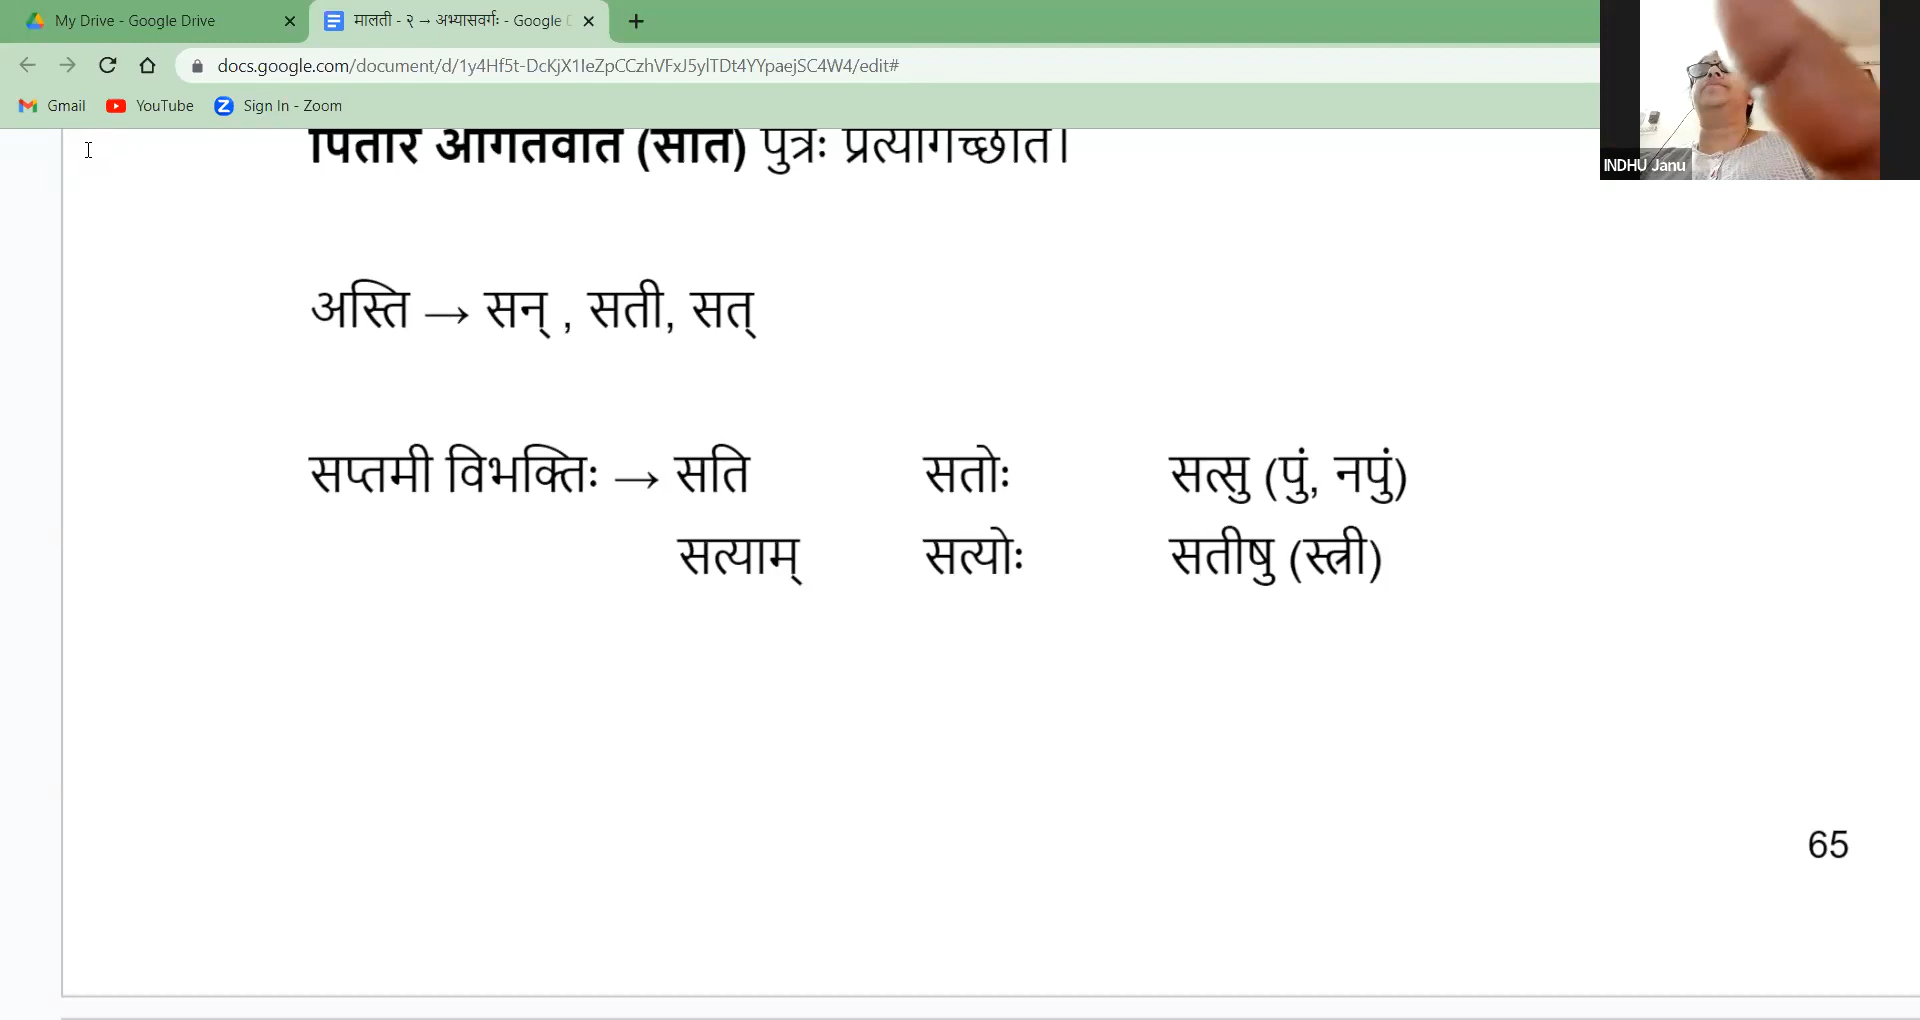 My Drive - Google Drive
मालती - २ → अभ्यासवर्गः - Google
docs.google.com/document/d/1y4Hf5t-DcKjX1IeZpCCzhVFxJ5ylTDt4YYpaejSC4W4/edit#
Gmail YouTube Sign In - Zoom
INDHU Janu
पितरि आगतवति (सति) पुत्रः प्रत्यागच्छति।
अस्ति → सन् , सती, सत्
सप्तमी विभक्तिः → सति सतोः सत्सु (पुं, नपुं)
सत्याम् सत्योः सतीषु (स्त्री)
65